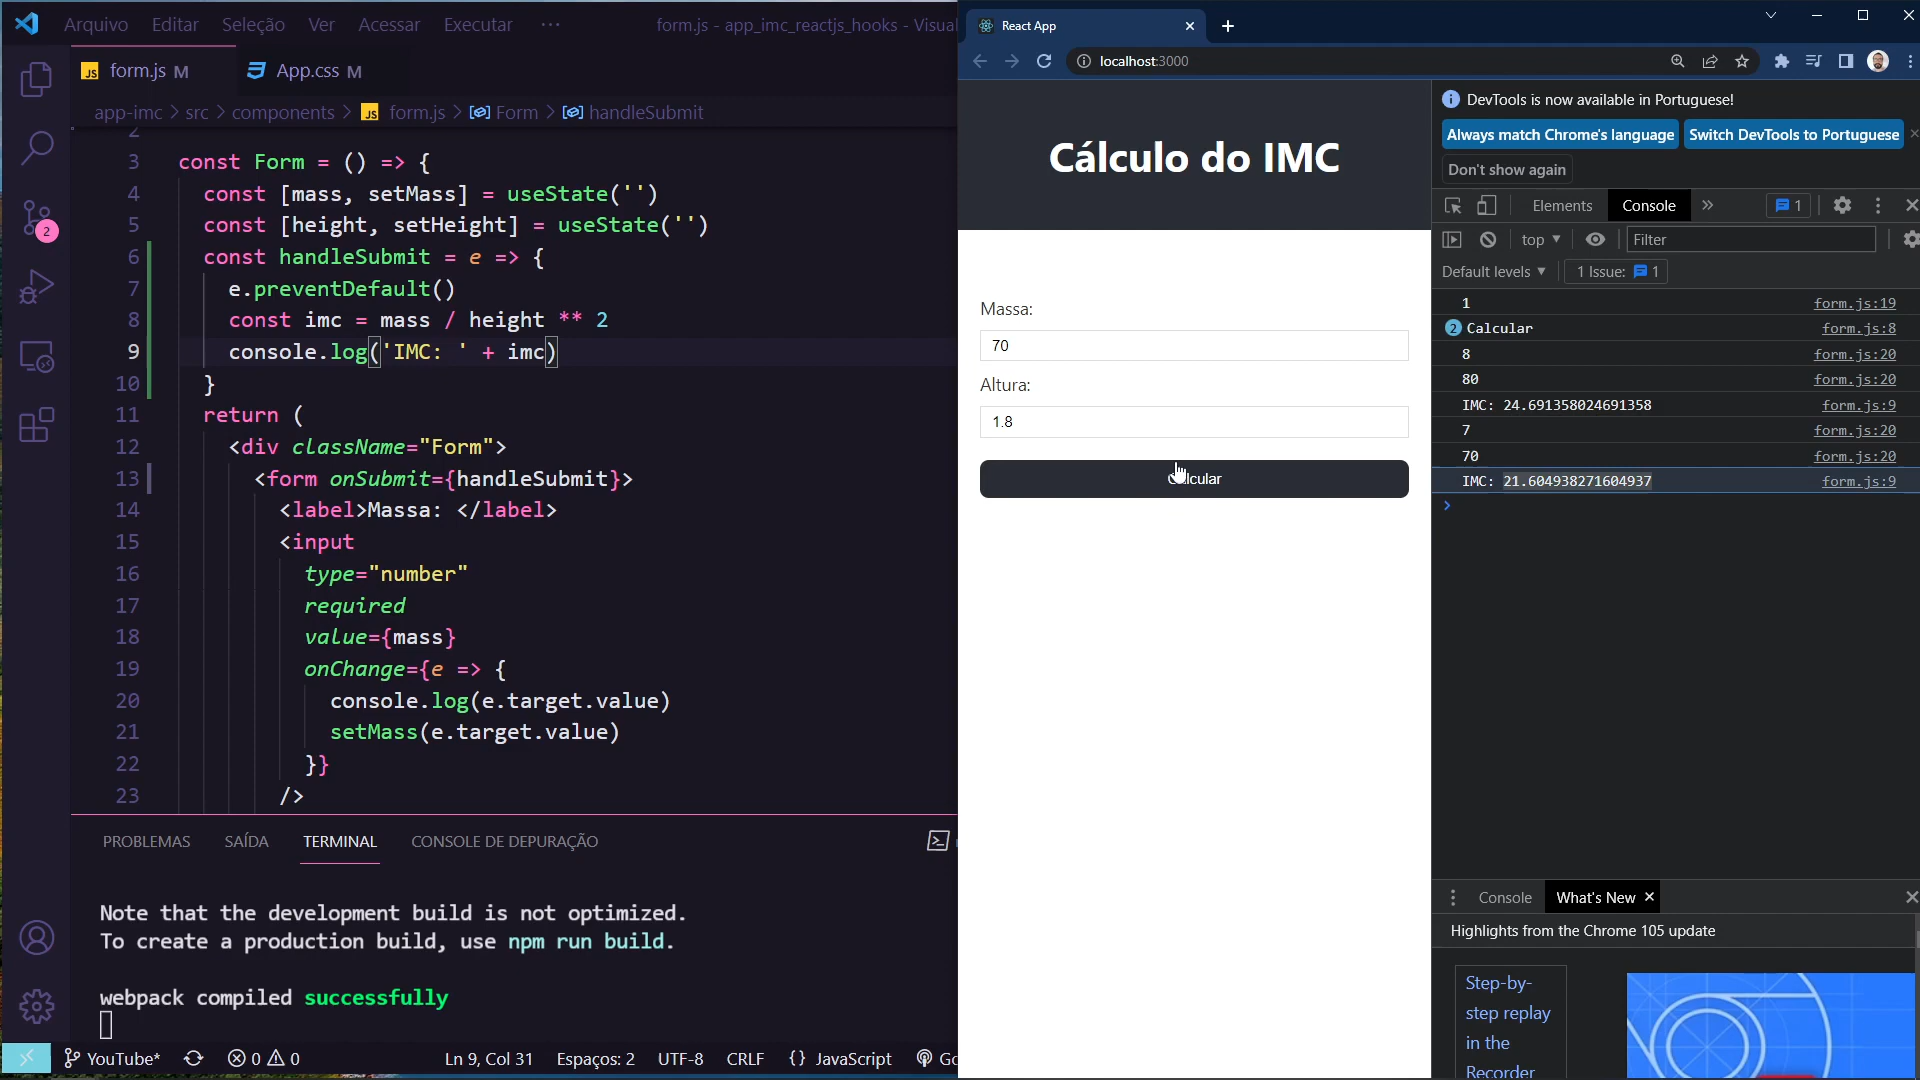 Arquivo Editar Seleção Ver Acessar Executar ··· form.js - app_imc_reactjs_hooks - Visual
JS form.js M App.css M
app-imc > src > components > JS form.js > Form > handleSubmit
2
3 const Form = () => {
4 const [mass, setMass] = useState('')
5 const [height, setHeight] = useState('')
6 const handleSubmit = e => {
7 e.preventDefault()
8 const imc = mass / height ** 2
9 console.log('IMC: ' + imc)
10 }
11 return (
12 <div className="Form">
13 <form onSubmit={handleSubmit}>
14 <label>Massa: </label>
15 <input
16 type="number"
17 required
18 value={mass}
19 onChange={e => {
20 console.log(e.target.value)
21 setMass(e.target.value)
22 }}
23 />
2
PROBLEMAS SAÍDA TERMINAL CONSOLE DE DEPURAÇÃO
Note that the development build is not optimized.
To create a production build, use npm run build.
webpack compiled successfully
YouTube* 0 0 Ln 9, Col 31 Espaços: 2 UTF-8 CRLF {} JavaScript Go
React App
localhost:3000
Cálculo do IMC
Massa:
70
Altura:
1.8
DevTools is now available in Portuguese!
Always match Chrome's language Switch DevTools to Portuguese
Don't show again
Elements Console » 1
top Filter
Default levels 1 Issue: 1
1 form.js:19
2 Calcular form.js:8
8 form.js:20
80 form.js:20
IMC: 24.691358024691358 form.js:9
7 form.js:20
70 form.js:20
IMC: 21.604938271604937 form.js:9
Console What's New
Highlights from the Chrome 105 update
Step-by-
step replay
in the
Recorder